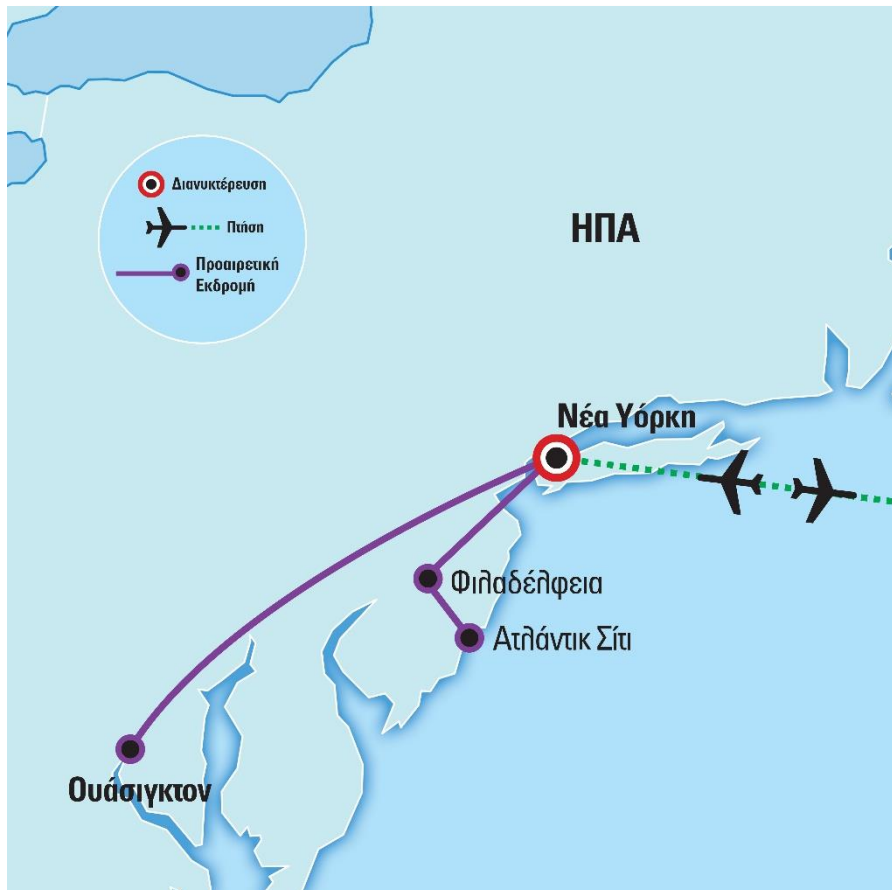 Διανυκτέρευση
Πτήση
Προαιρετική
Εκδρομή
ΗΠΑ
Νέα Υόρκη
Φιλαδέλφεια
Ατλάντικ Σίτι
Ουάσιγκτον